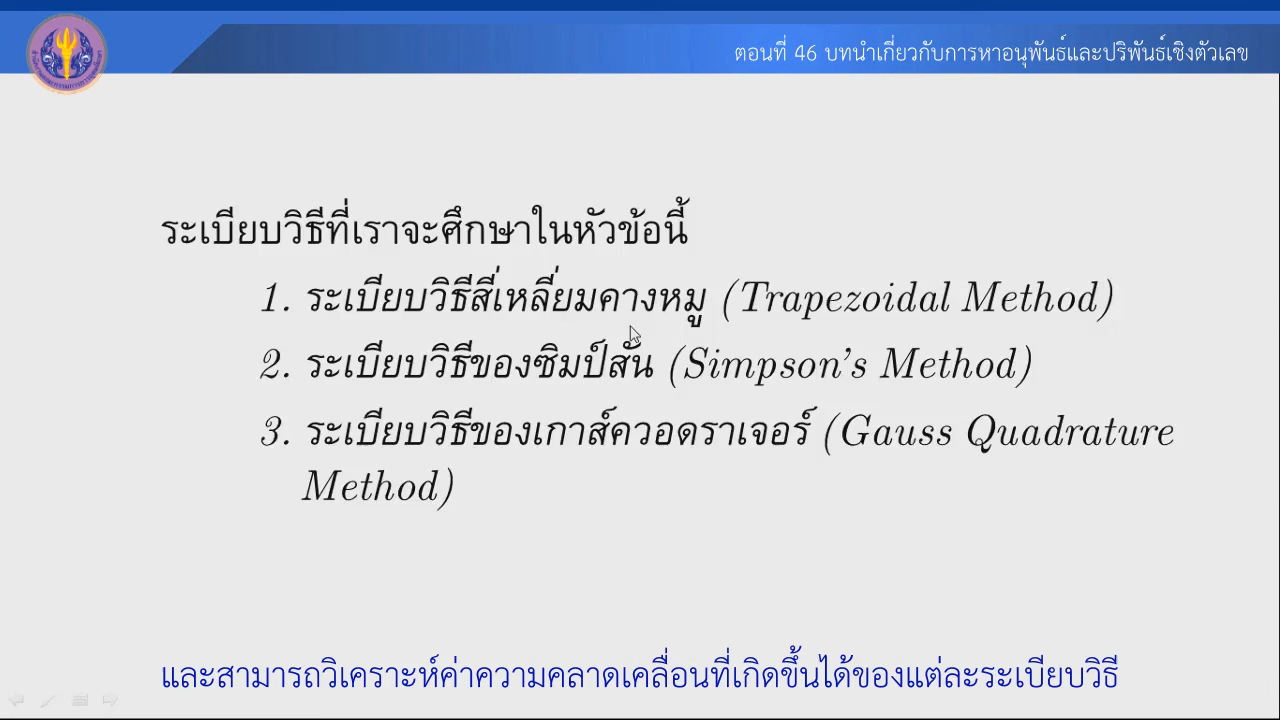 ตอนที่ 46 บทนำเกี่ยวกับการหาอนุพันธ์และปริพันธ์เชิงตัวเลข
ระเบียบวิธีที่เราจะศึกษาในหัวข้อนี้
1. ระเบียบวิธีสี่เหลี่ยมคางหมู (Trapezoidal Method)
2. ระเบียบวิธีของซิมป์สัน (Simpson's Method)
3. ระเบียบวิธีของเกาส์ควอดราเจอร์ (Gauss Quadrature
Method)
และสามารถวิเคราะห์ค่าความคลาดเคลื่อนที่เกิดขึ้นได้ของแต่ละระเบียบวิธี